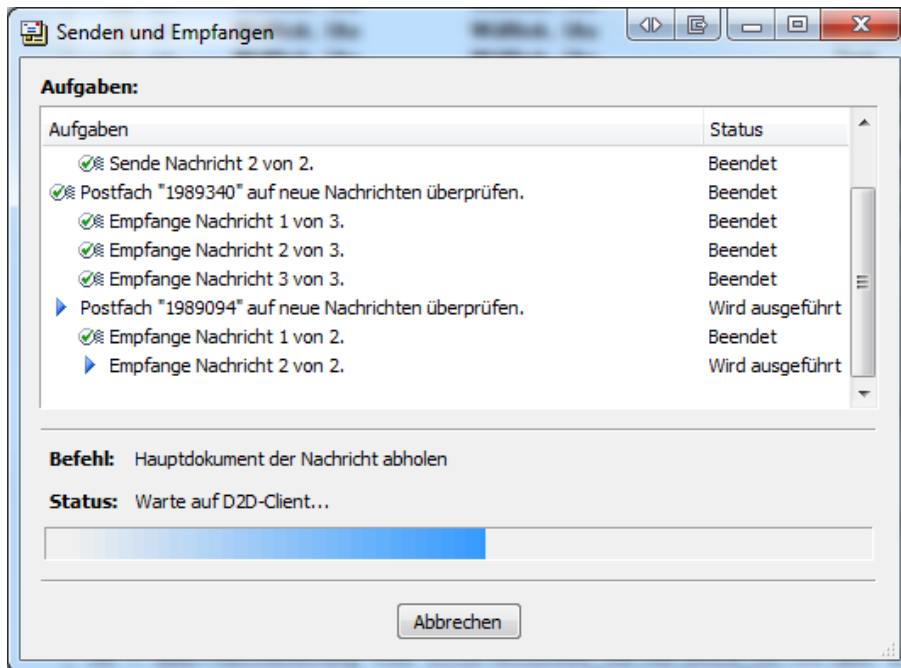 Senden und Empfangen
Aufgaben:
Aufgaben Status
Sende Nachricht 2 von 2. Beendet
Postfach "1989340" auf neue Nachrichten überprüfen. Beendet
Empfange Nachricht 1 von 3. Beendet
Empfange Nachricht 2 von 3. Beendet
Empfange Nachricht 3 von 3. Beendet
Postfach "1989094" auf neue Nachrichten überprüfen. Wird ausgeführt
Empfange Nachricht 1 von 2. Beendet
Empfange Nachricht 2 von 2. Wird ausgeführt
Befehl: Hauptdokument der Nachricht abholen
Status: Warte auf D2D-Client...
Abbrechen